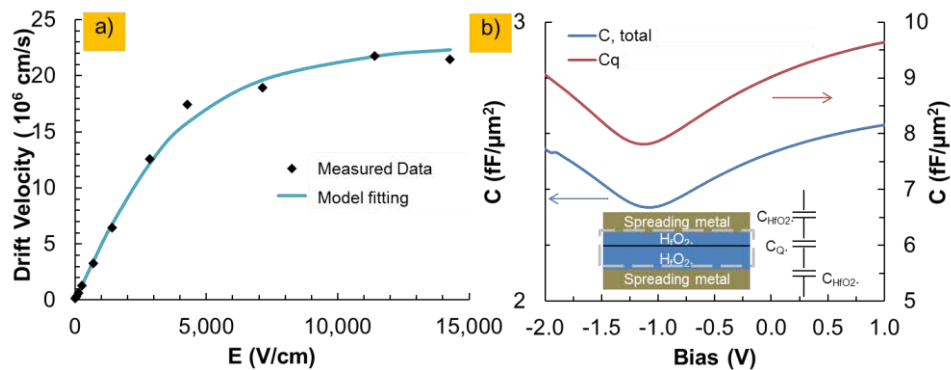 a)
25
20
15
10
5
0
Drift Velocity ( 10⁶ cm/s)
Measured Data
Model fitting
0
5,000
10,000
15,000
E (V/cm)
b)
3
2
C (fF/µm²)
C, total
Cq
10
9
8
7
6
5
C (fF/µm²)
Spreading metal
HfO2.
HfO2.
Spreading metal
CHfO2.
CQ.
CHfO2.
-2.0
-1.5
-1.0
-0.5
0.0
0.5
1.0
Bias (V)